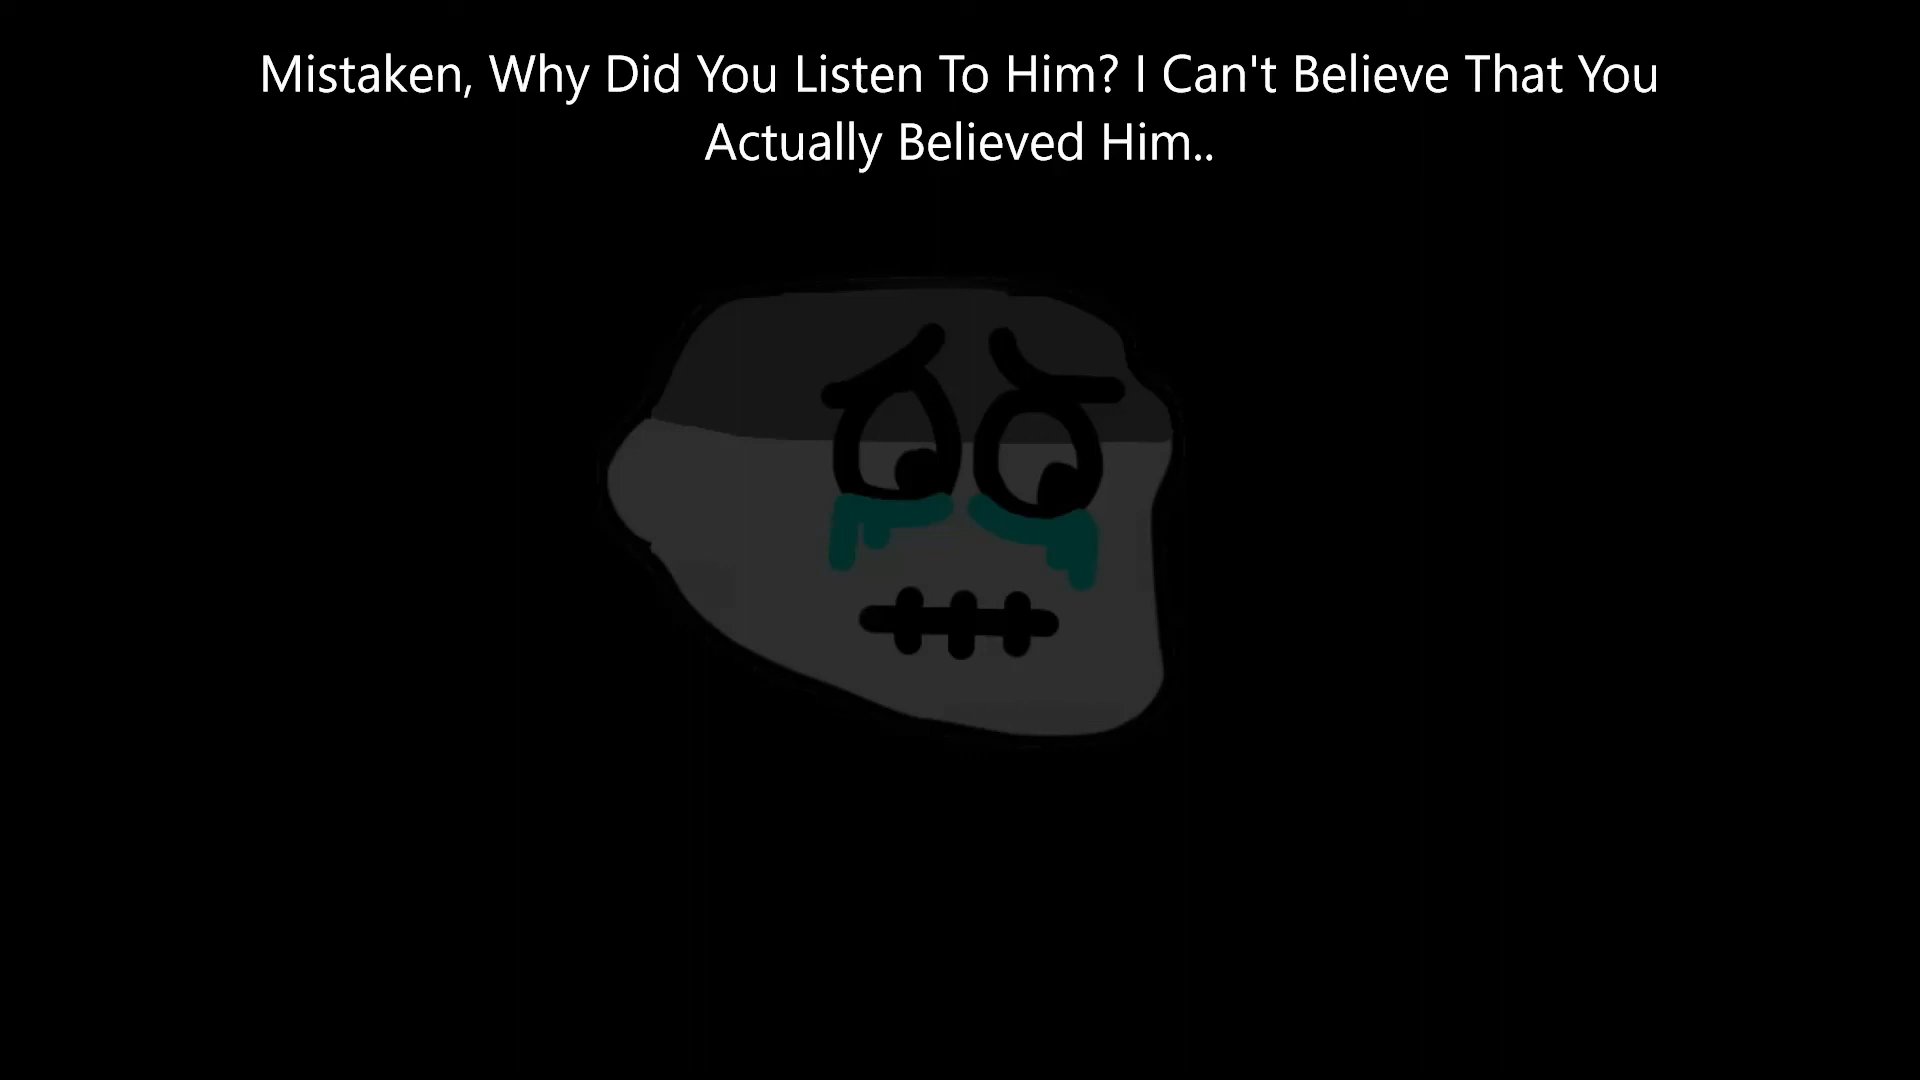 Mistaken, Why Did You Listen To Him? I Can't Believe That You
Actually Believed Him..